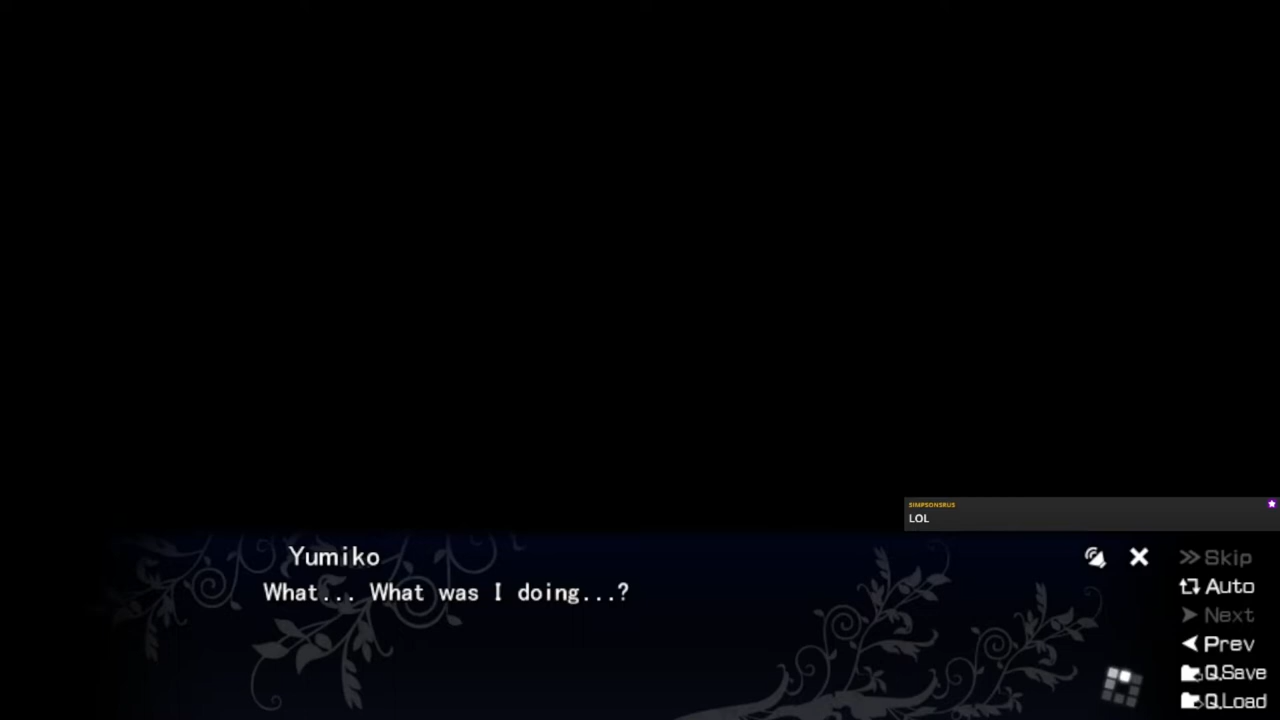 SIMPSONSRUS
LOL
Yumiko
What... What was I doing...?
Skip
Auto
Next
Prev
Q.Save
Q.Load